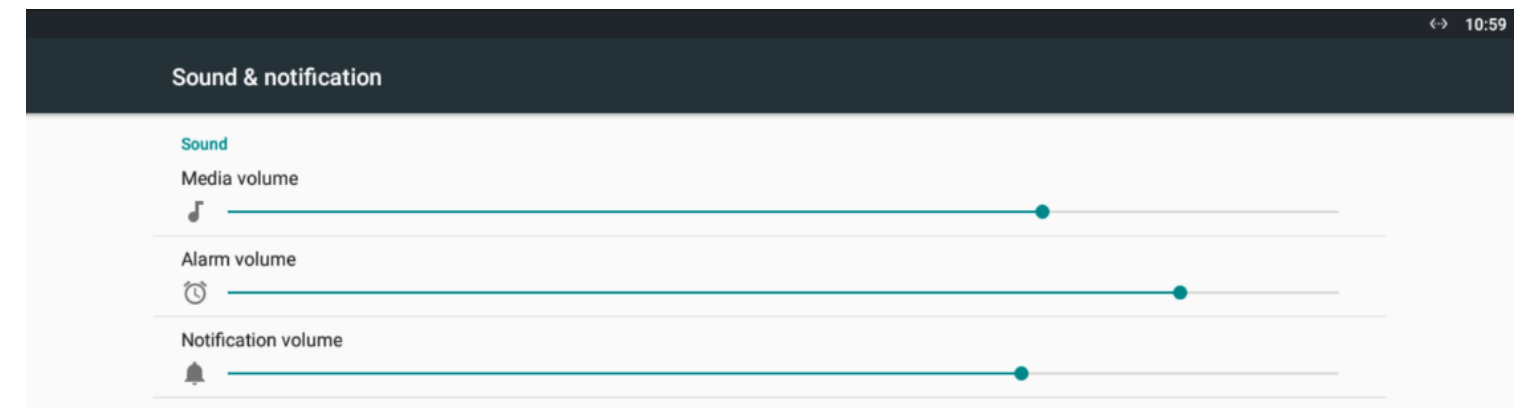 10:59
Sound & notification
Sound
Media volume
Alarm volume
Notification volume